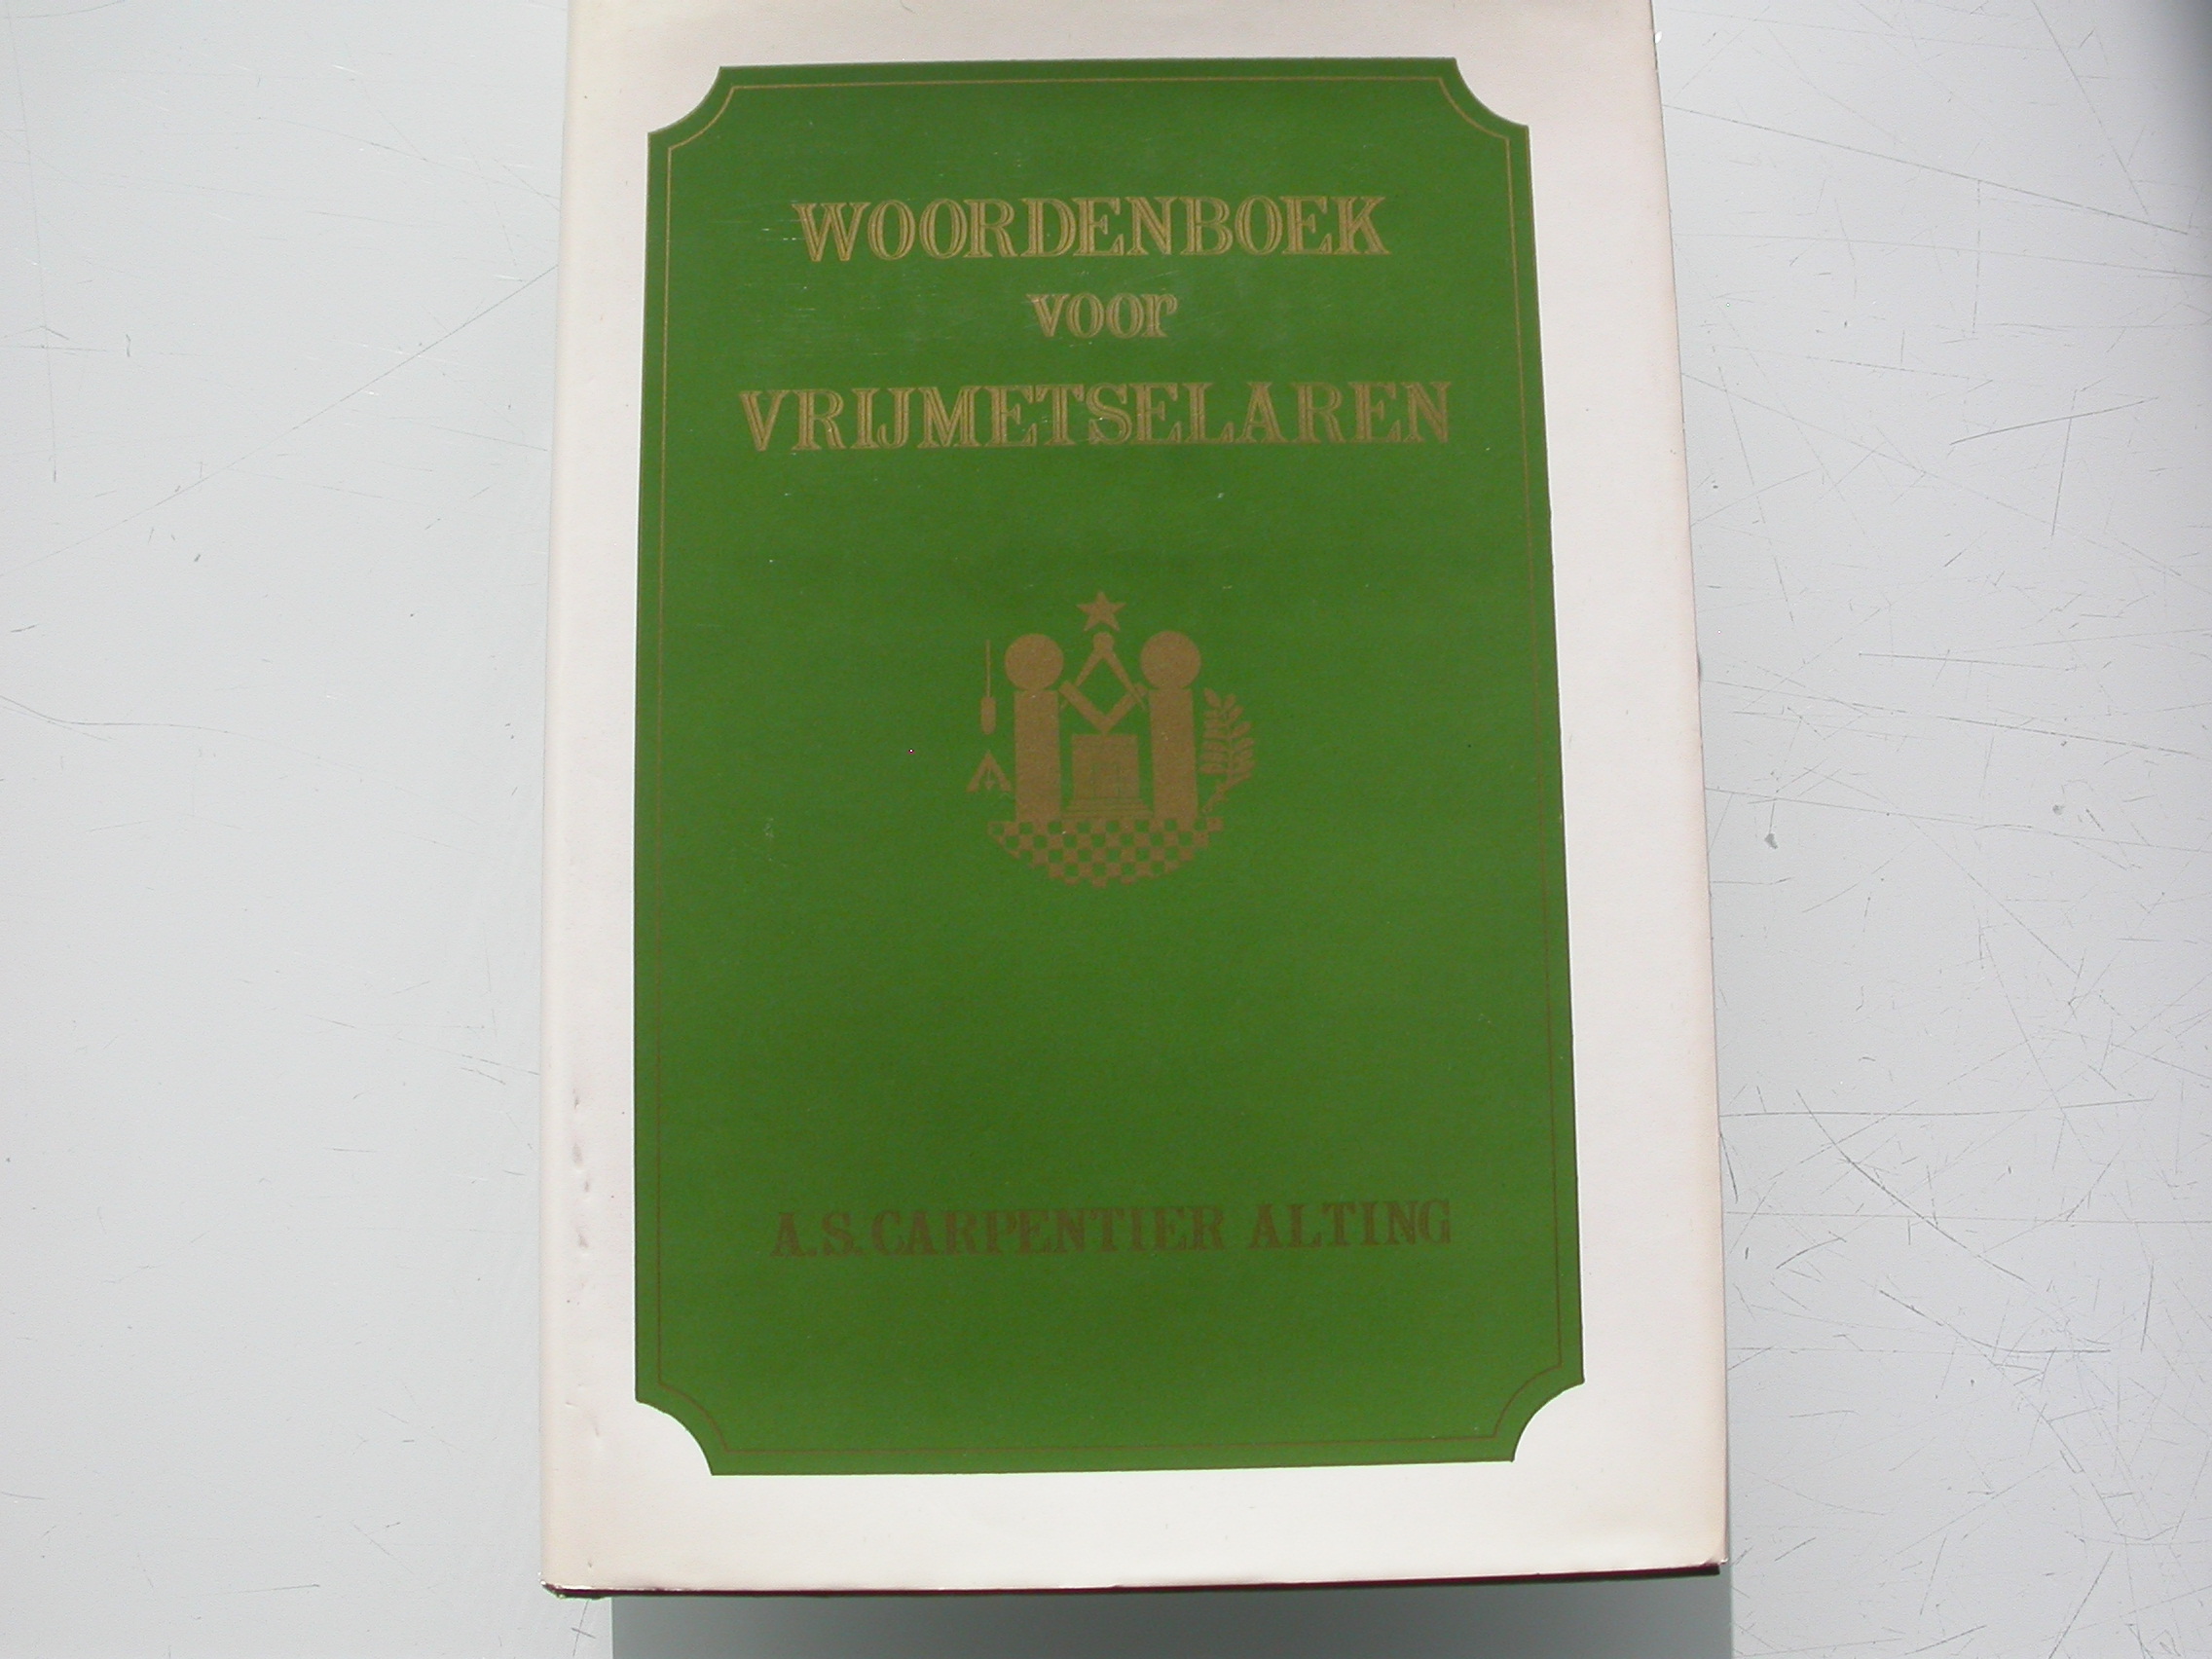 WOORDENBOEK
voor
VRIJMETSELAREN
A.S. CARPENTIER ALTING